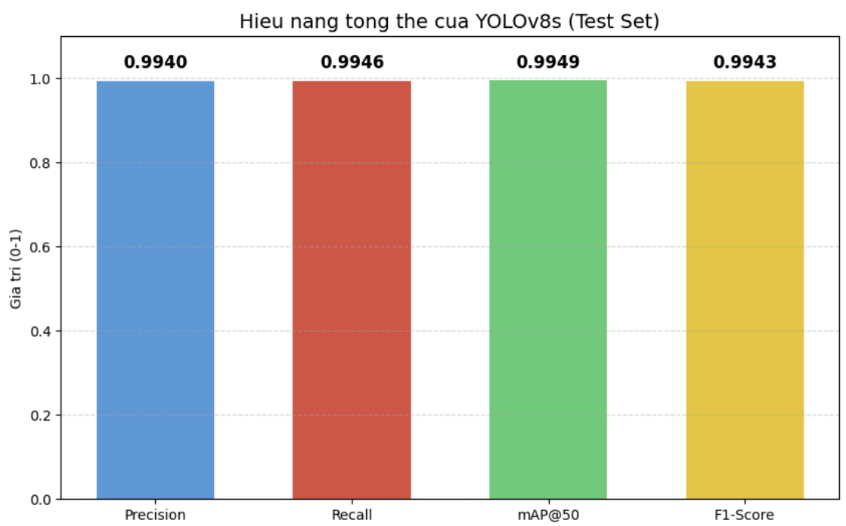 Hieu nang tong the cua YOLOv8s (Test Set)
0.9940 0.9946 0.9949 0.9943
1.0
0.8
0.6
0.4
0.2
0.0
Gia tri (0-1)
Precision Recall mAP@50 F1-Score